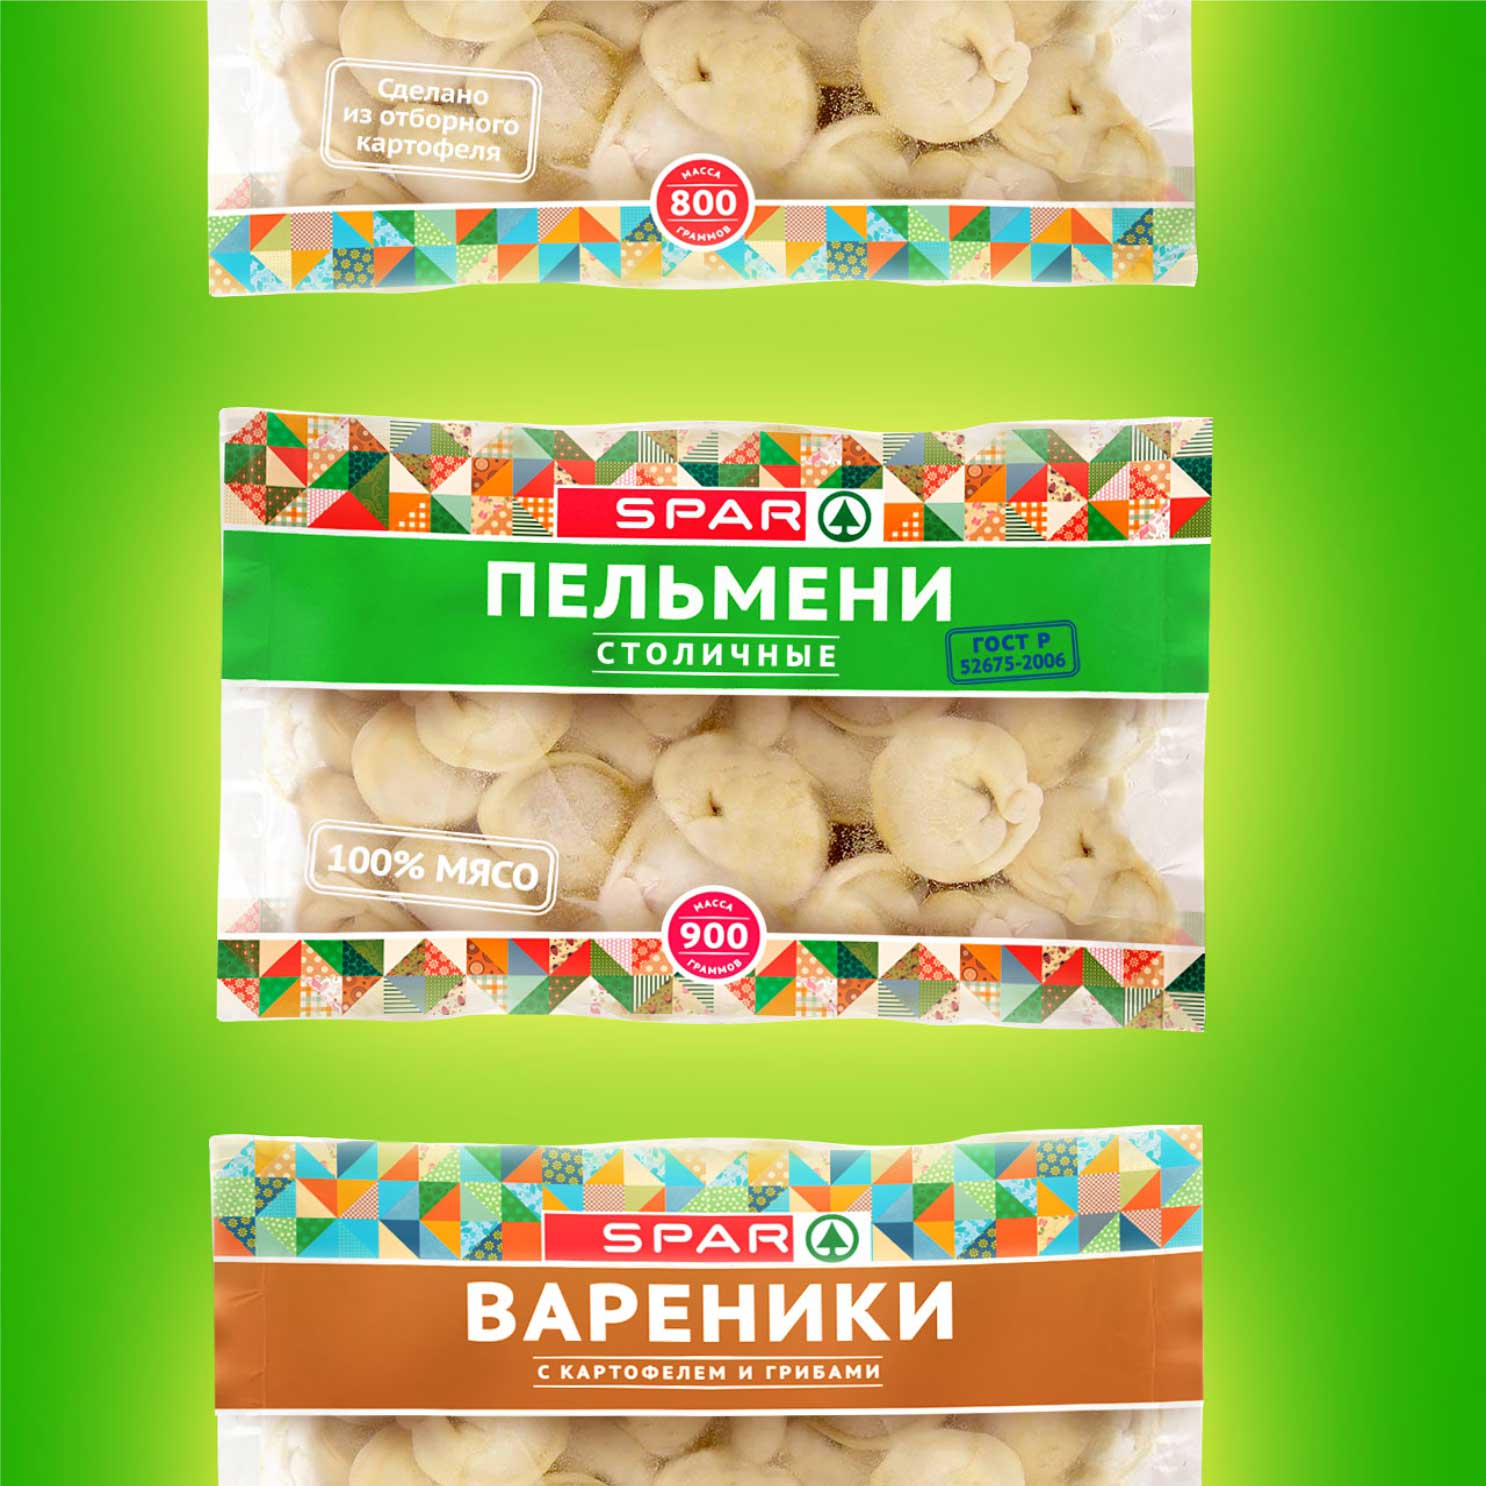 Сделано
из отборного
картофеля
МАССА
800
ГРАММОВ
SPAR
ПЕЛЬМЕНИ
СТОЛИЧНЫЕ
ГОСТ Р
52675-2006
100% МЯСО
МАССА
900
ГРАММОВ
SPAR
ВАРЕНИКИ
С КАРТОФЕЛЕМ И ГРИБАМИ